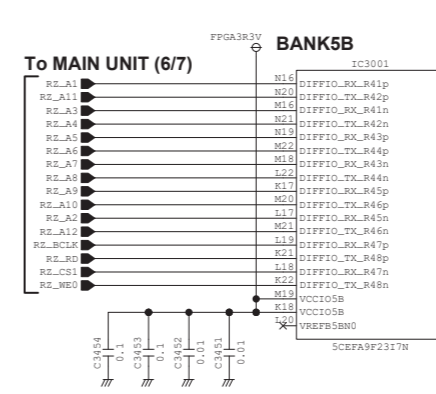 FPGA3R3V
BANK5B
To MAIN UNIT (6/7)
IC3001
RZ_A1 N16 DIFFIO_RX_R41p
RZ_A11 N20 DIFFIO_TX_R42p
RZ_A3 M16 DIFFIO_RX_R41n
RZ_A4 N21 DIFFIO_TX_R42n
RZ_A5 N19 DIFFIO_RX_R43p
RZ_A6 M22 DIFFIO_TX_R44p
RZ_A7 M18 DIFFIO_RX_R43n
RZ_A8 L22 DIFFIO_TX_R44n
RZ_A9 K17 DIFFIO_RX_R45p
RZ_A10 M20 DIFFIO_TX_R46p
RZ_A2 L17 DIFFIO_RX_R45n
RZ_A12 M21 DIFFIO_TX_R46n
RZ_BCLK L19 DIFFIO_RX_R47p
RZ_RD K21 DIFFIO_TX_R48p
RZ_CS1 L18 DIFFIO_RX_R47n
RZ_WE0 K22 DIFFIO_TX_R48n
M19 VCCIO5B
K18 VCCIO5B
L20 VREFB5BN0
5CEFA9F23I7N
C3454 0.1
C3453 0.1
C3452 0.01
C3451 0.01